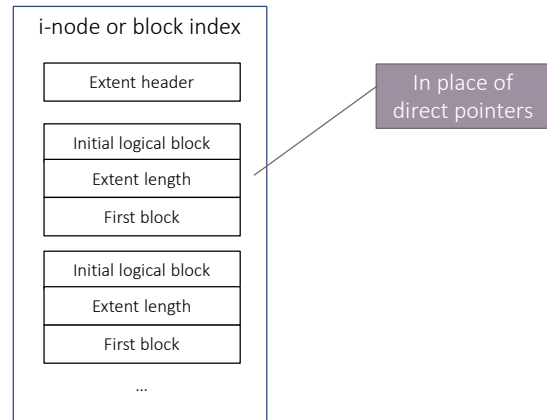 i-node or block index
Extent header
In place of
direct pointers
Initial logical block
Extent length
First block
Initial logical block
Extent length
First block
...